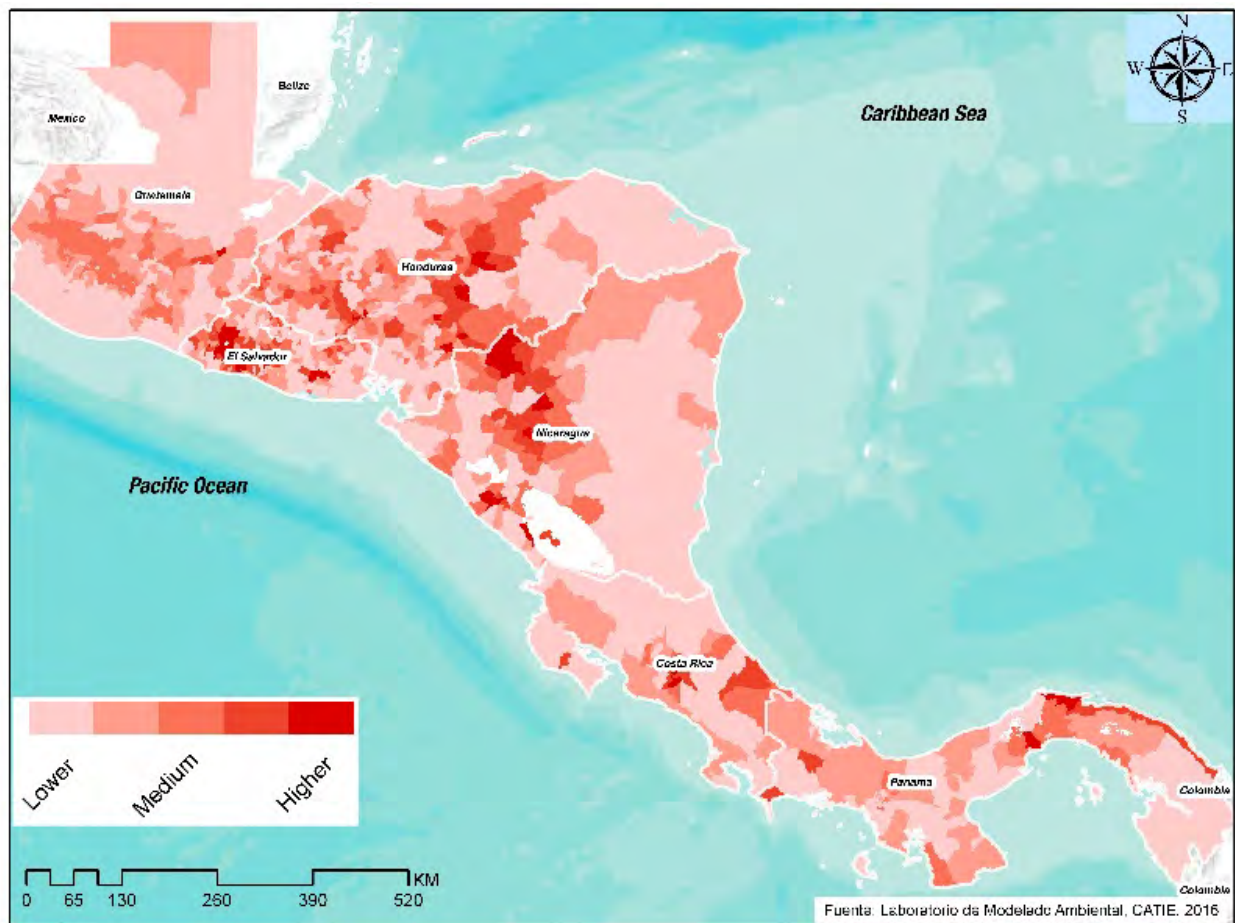 N
W E
S
Caribbean Sea
Belize
Mexico
Guatemala
Honduras
El Salvador
Nicaragua
Pacific Ocean
Costa Rica
Panama
Colombia
Colombia
Lower
Medium
Higher
0 65 130 260 390 520 KM
Fuente: Laboratorio de Modelado Ambiental, CATIE, 2016